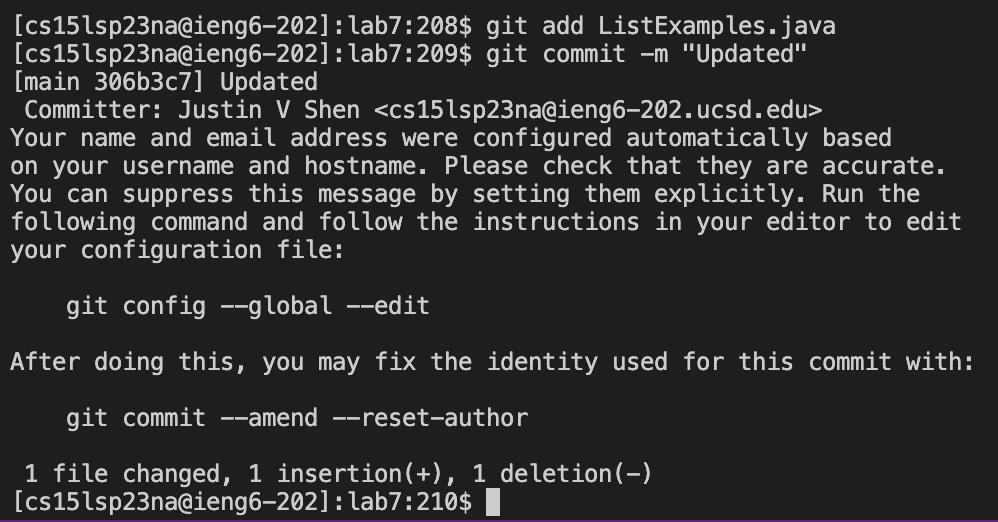 [cs15lsp23na@ieng6-202]:lab7:208$ git add ListExamples.java
[cs15lsp23na@ieng6-202]:lab7:209$ git commit -m "Updated"
[main 306b3c7] Updated
 Committer: Justin V Shen <cs15lsp23na@ieng6-202.ucsd.edu>
Your name and email address were configured automatically based
on your username and hostname. Please check that they are accurate.
You can suppress this message by setting them explicitly. Run the
following command and follow the instructions in your editor to edit
your configuration file:

    git config --global --edit

After doing this, you may fix the identity used for this commit with:

    git commit --amend --reset-author

 1 file changed, 1 insertion(+), 1 deletion(-)
[cs15lsp23na@ieng6-202]:lab7:210$